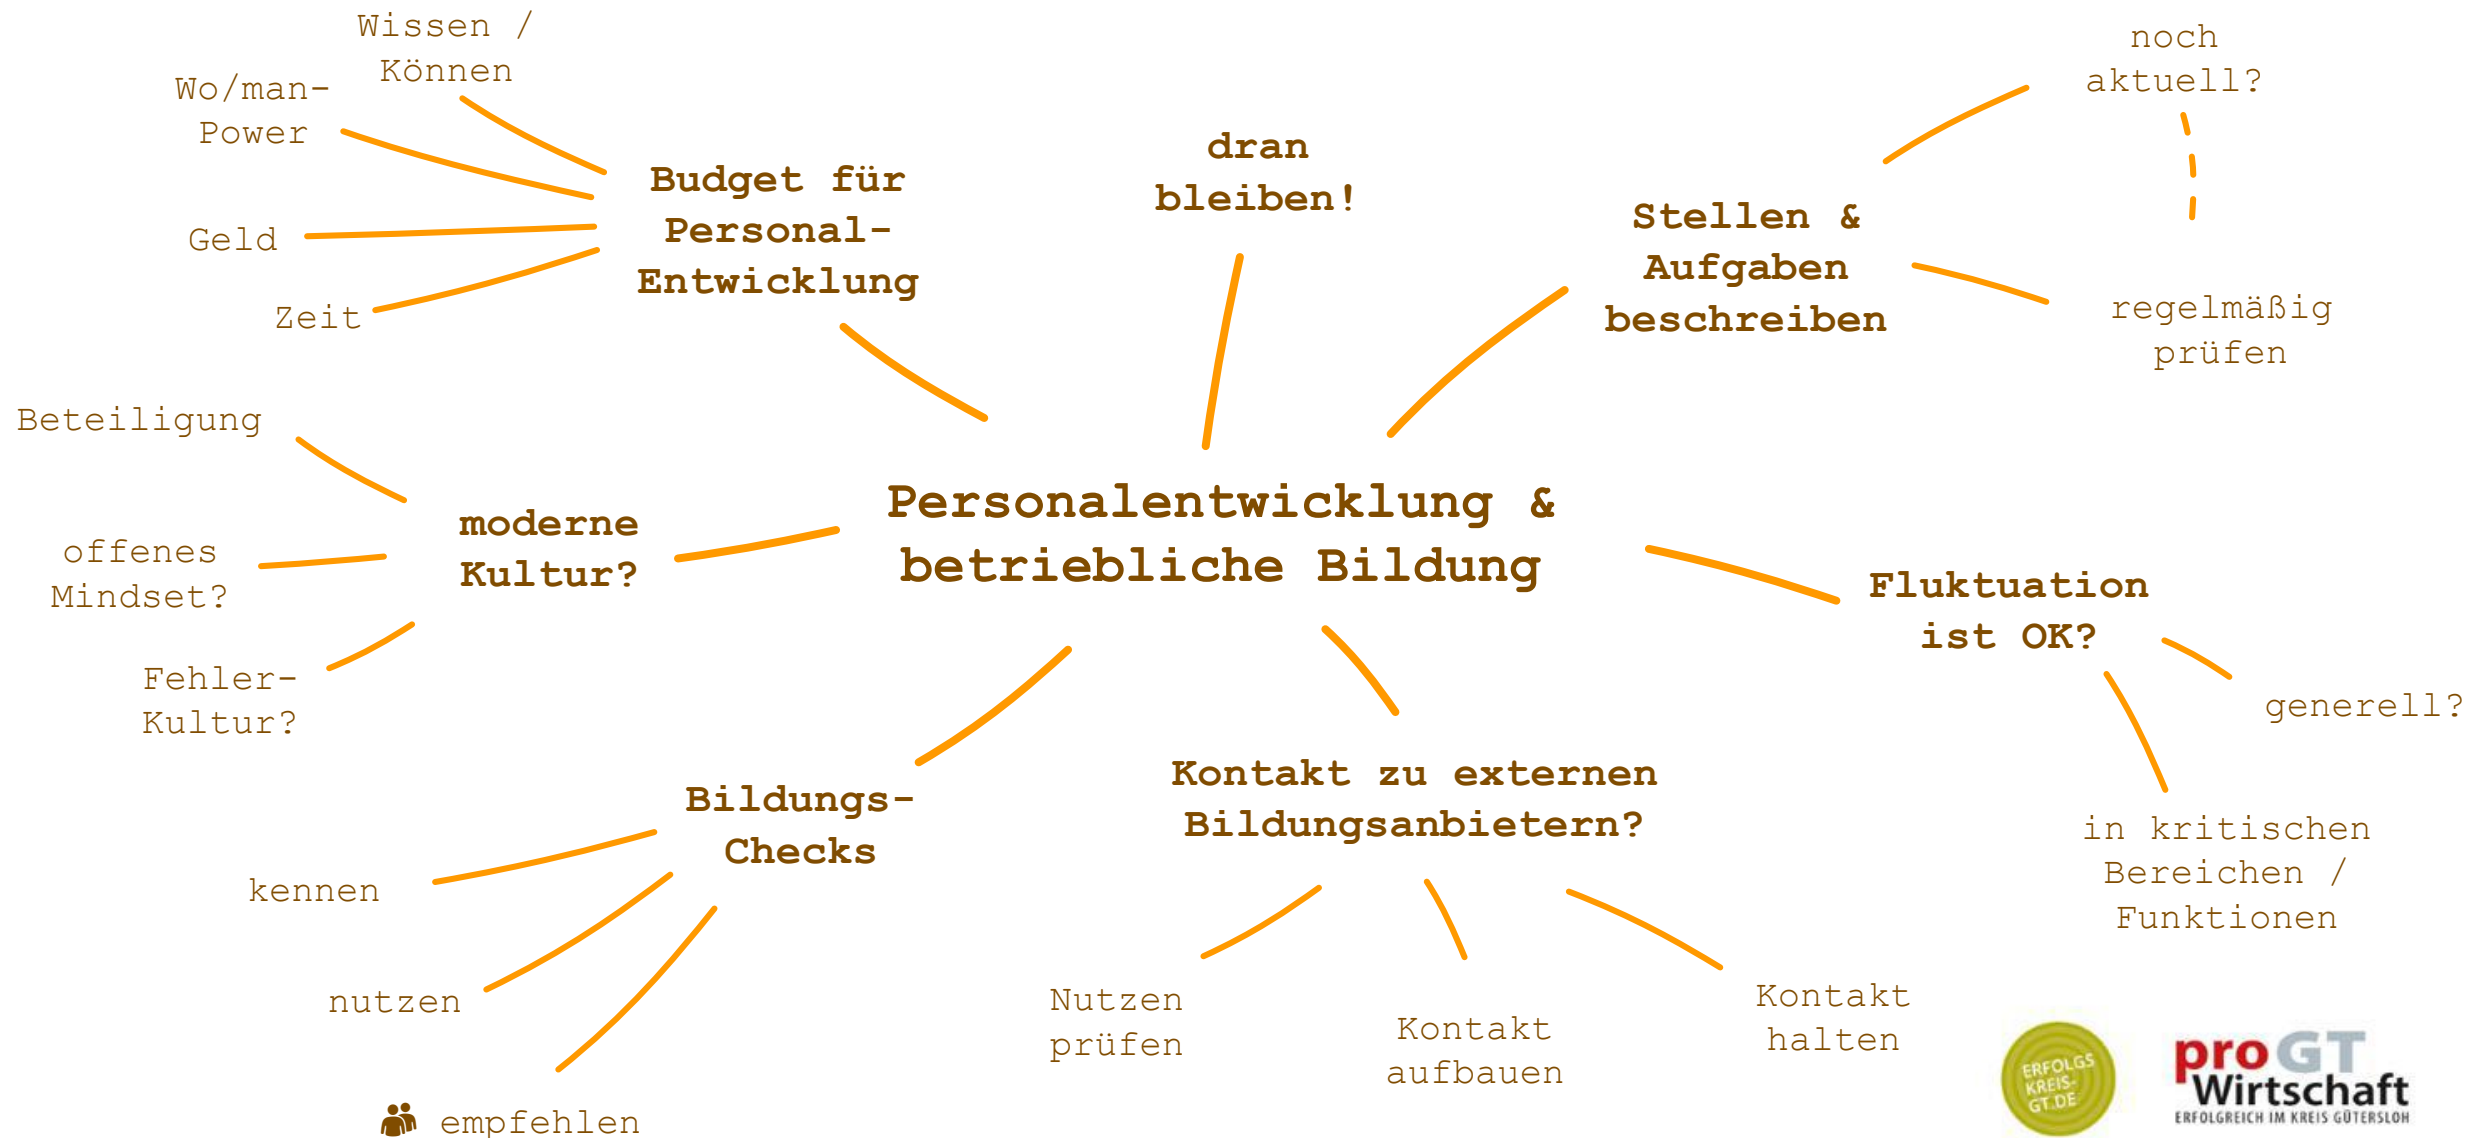 Wissen /
Können
Wo/man-
Power
Geld
Zeit
Budget für
Personal-
Entwicklung
dran
bleiben!
Stellen &
Aufgaben
beschreiben
noch
aktuell?
regelmäßig
prüfen
Beteiligung
offenes
Mindset?
Fehler-
Kultur?
moderne
Kultur?
Personalentwicklung &
betriebliche Bildung
Fluktuation
ist OK?
generell?
in kritischen
Bereichen /
Funktionen
Bildungs-
Checks
kennen
nutzen
empfehlen
Kontakt zu externen
Bildungsanbietern?
Nutzen
prüfen
Kontakt
aufbauen
Kontakt
halten
ERFOLGS
KREIS-
GT.DE
pro GT
Wirtschaft
ERFOLGREICH IM KREIS GÜTERSLOH